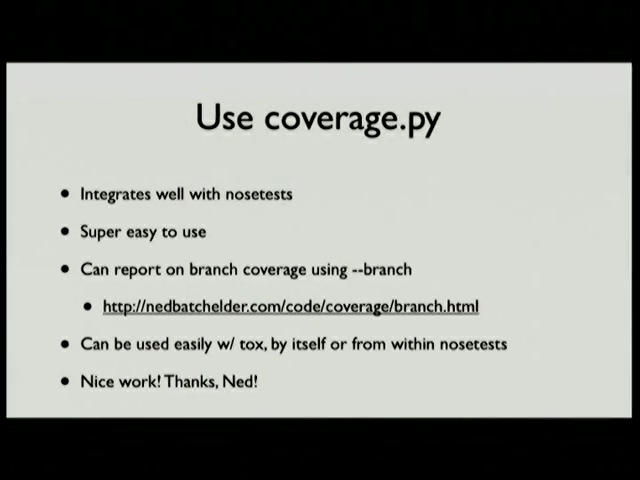 Use coverage.py
• Integrates well with nosetests
• Super easy to use
• Can report on branch coverage using --branch
• http://nedbatchelder.com/code/coverage/branch.html
• Can be used easily w/ tox, by itself or from within nosetests
• Nice work! Thanks, Ned!